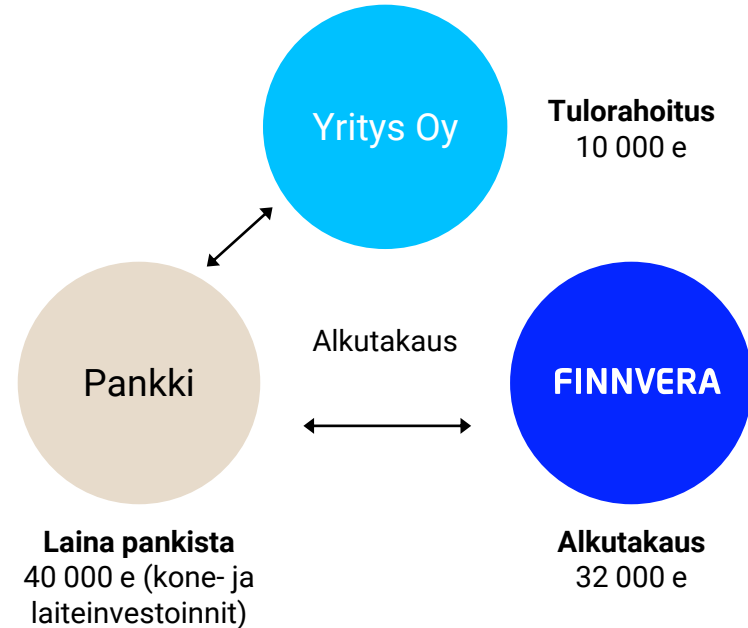 Yritys Oy
Tulorahoitus
10 000 e
Pankki
Alkutakaus
FINNVERA
Laina pankista
40 000 e (kone- ja
laiteinvestoinnit)
Alkutakaus
32 000 e